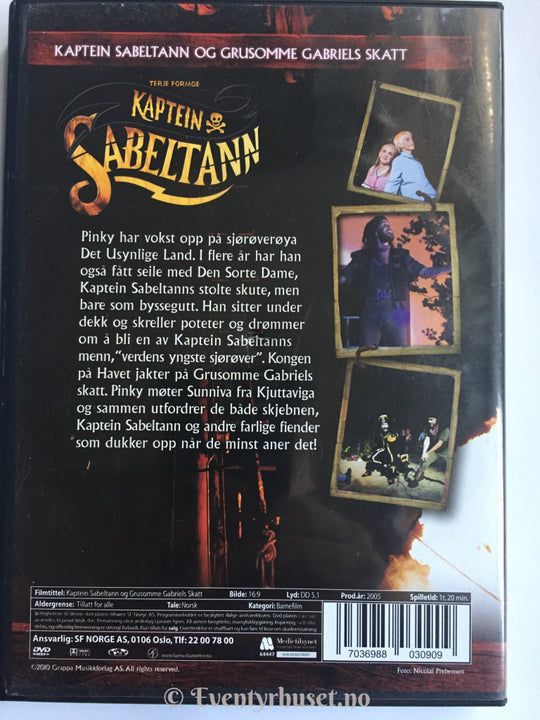 KAPTEIN SABELTANN OG GRUSOMME GABRIELS SKATT
TERJE FORMOE
KAPTEIN
SABELTANN
Pinky har vokst opp på sjørøverøya
Det Usynlige Land. I flere år har han
også fått seile med Den Sorte Dame,
Kaptein Sabeltanns stolte skute, men
bare som byssegutt. Han sitter under
dekk og skreller poteter og drømmer
om å bli en av Kaptein Sabeltanns
menn, "verdens yngste sjørøver". Kongen
på Havet jakter på Grusomme Gabriels
skatt. Pinky møter Sunniva fra Kjuttaviga
og sammen utfordrer de både skjebnen,
Kaptein Sabeltann og andre farlige fiender
som dukker opp når de minst aner det!
Filmtittel: Kaptein Sabeltann og Grusomme Gabriels Skatt Bilde: 16:9 Lyd: DD 5.1 Prod.år: 2005 Spilletid: 1t. 20 min.
Aldergrense: Tillatt for alle Tale: Norsk Kategori: Barnefilm
Ansvarlig: SF NORGE AS, 0106 Oslo, Tlf: 22 00 78 00
DVD
Medietilsynet
64447
©2010 Grappa Musikkforlag AS. All rights reserved.
7036988 030909
Foto: Nicolai Prebensen
© Eventyrhuset.no